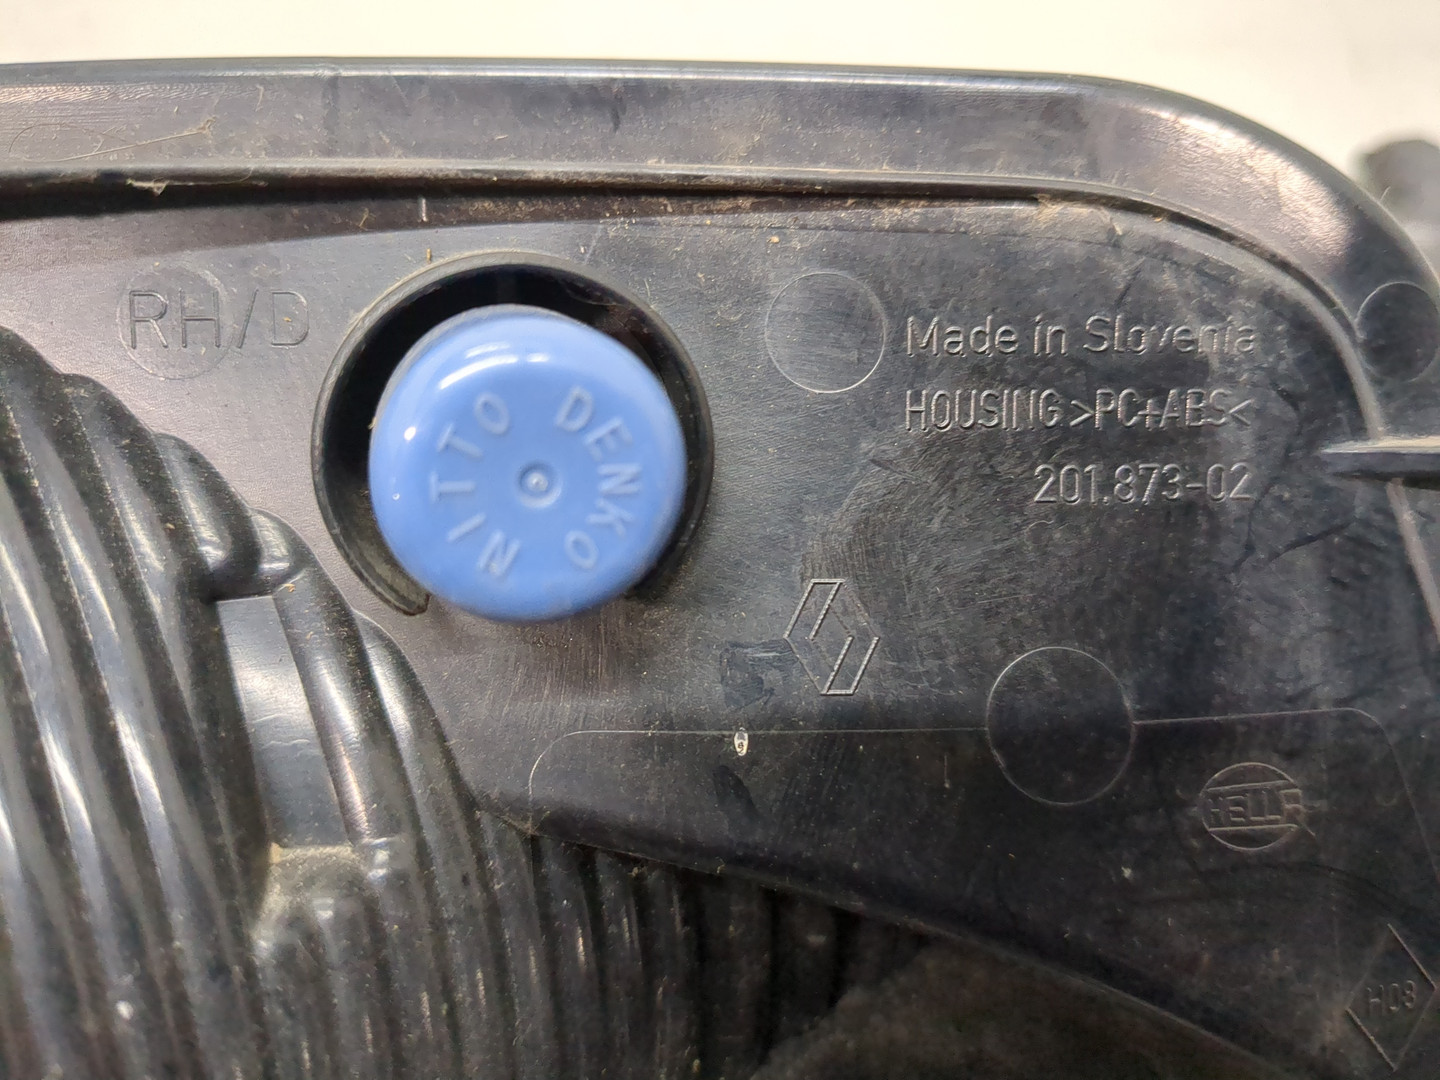 RH/D
NITTO DENKO
Made in Slovenia
HOUSING >PC+ABS<
201.873-02
HELLA
H08